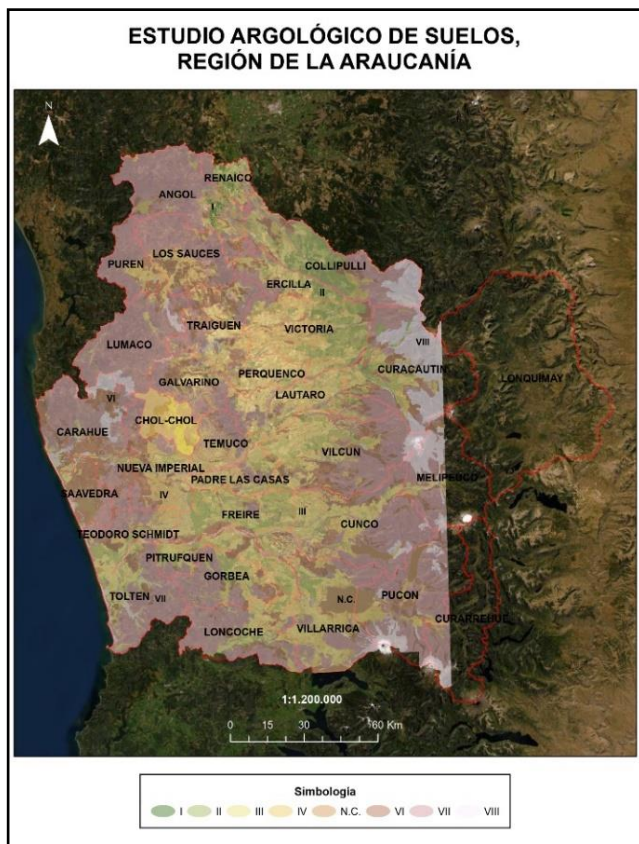 ESTUDIO ARGOLÓGICO DE SUELOS,
REGIÓN DE LA ARAUCANÍA
N
RENAICO
ANGOL
I
LOS SAUCES
PUREN
COLLIPULLI
ERCILLA
II
TRAIGUEN
VICTORIA
LUMACO
VIII
PERQUENCO
CURACAUTIN
LONQUIMAY
GALVARINO
LAUTARO
VI
CHOL-CHOL
CARAHUE
TEMUCO
VILCUN
NUEVA IMPERIAL
PADRE LAS CASAS
MELIPEUCO
SAAVEDRA
IV
FREIRE
III
CUNCO
TEODORO SCHMIDT
PITRUFQUEN
GORBEA
TOLTEN
VII
N.C.
PUCON
CURARREHUE
LONCOCHE
VILLARRICA
1:1.200.000
0 15 30 60 Km
Simbología
I II III IV N.C. VI VII VIII